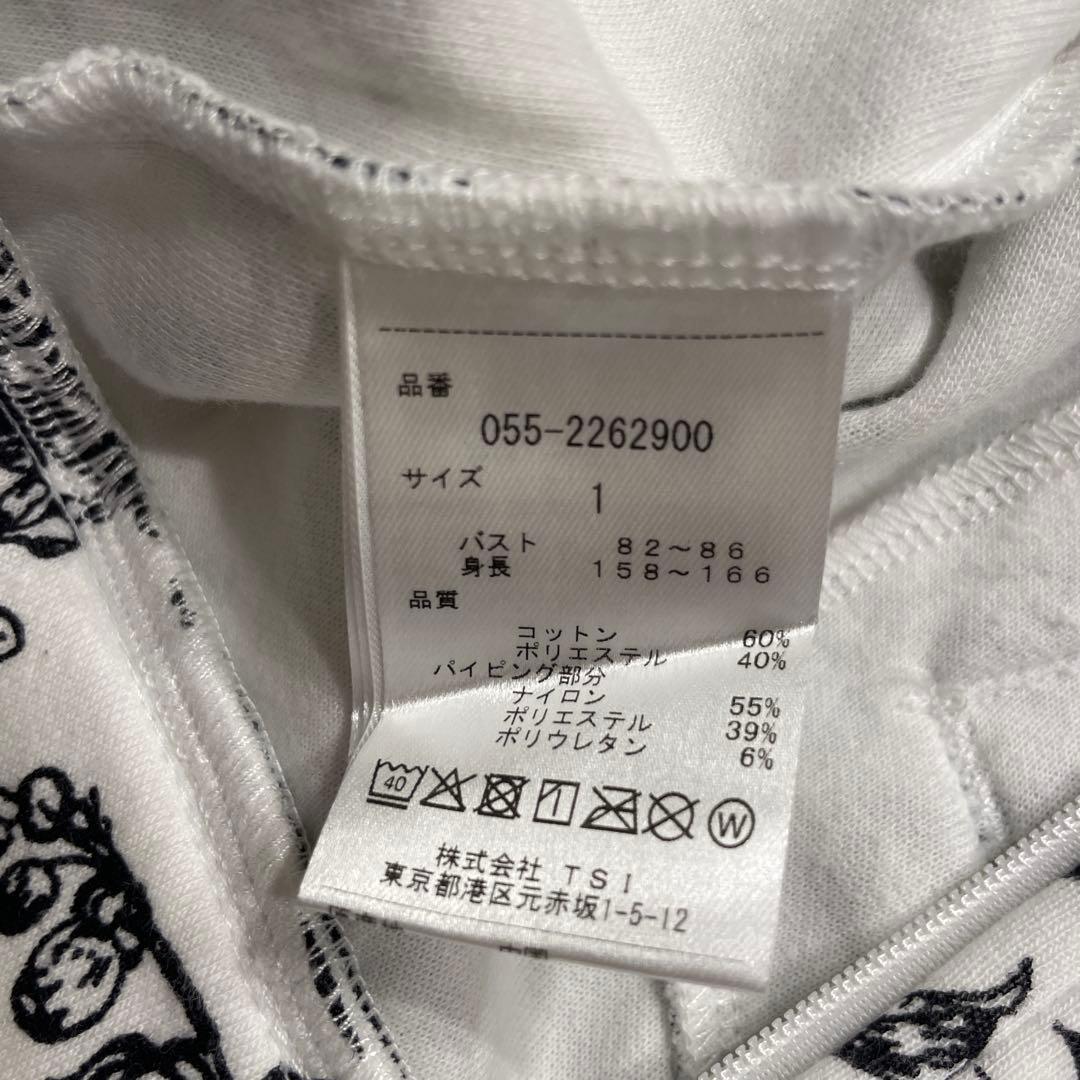 品番
055-2262900
サイズ
1
バスト 82～86
身長 158～166
品質
コットン 60%
ポリエステル 40%
パイピング部分
ナイロン 55%
ポリエステル 39%
ポリウレタン 6%
40
W
株式会社 TSI
東京都港区元赤坂1-5-12